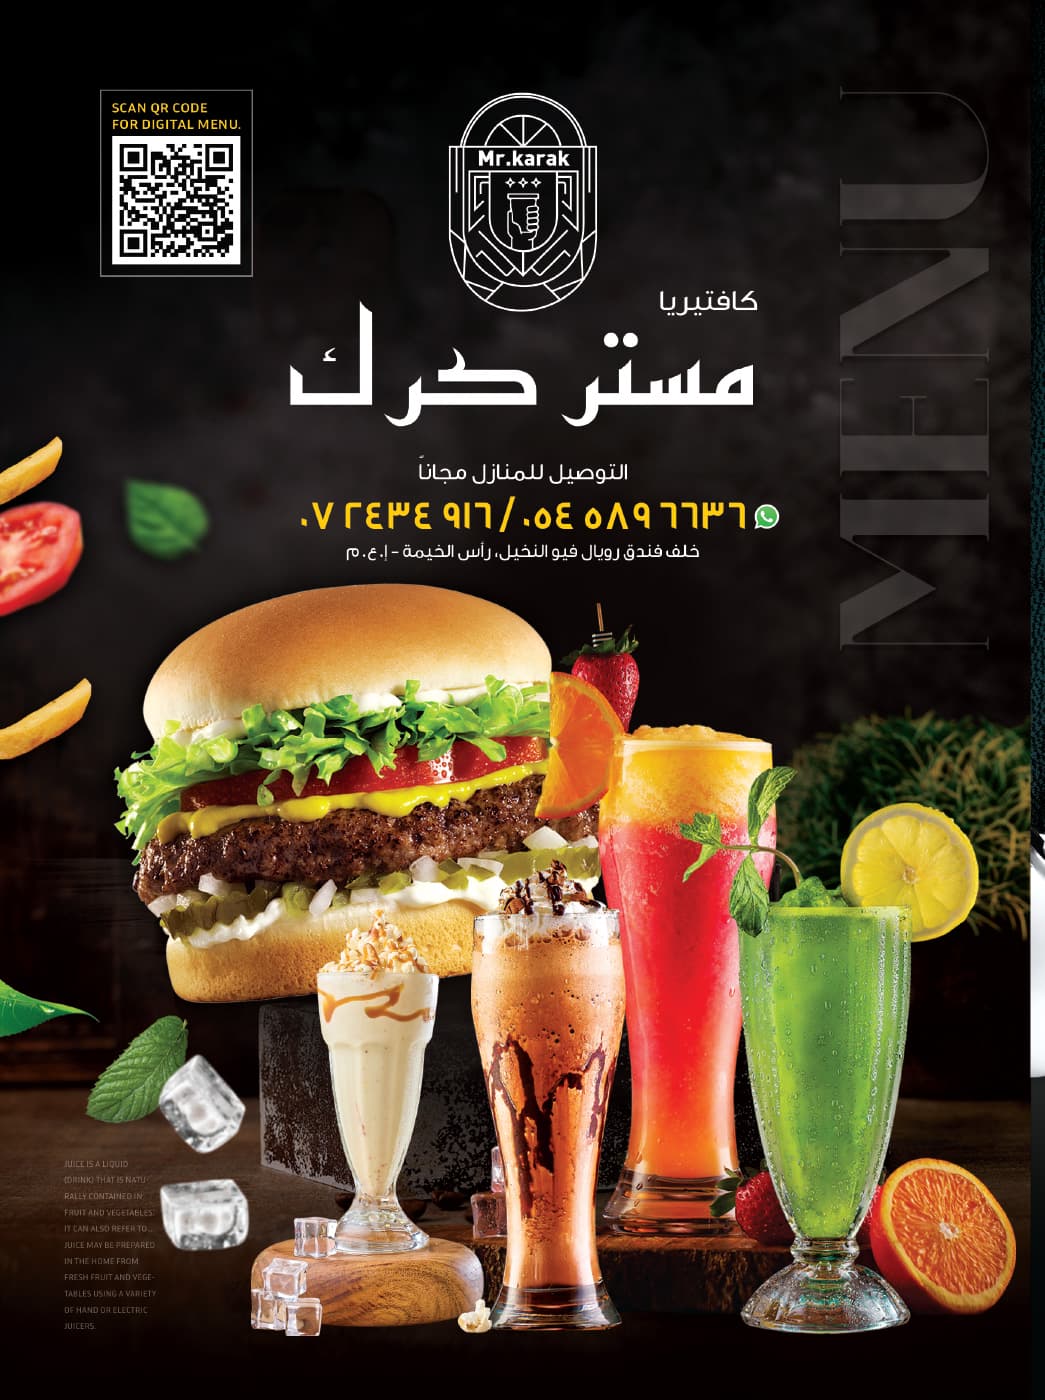 SCAN QR CODE
FOR DIGITAL MENU.
Mr.karak
كافتيريا
مستر كرك
MENU
التوصيل للمنازل مجاناً
٠٧ ٢٤٣٤ ٩١٦ / ٠٥٤ ٥٨٩ ٦٦٣٦
خلف فندق رويال فيو النخيل، رأس الخيمة - إ.ع.م
JUICE IS A LIQUID
(DRINK) THAT IS NATU
RALLY CONTAINED IN
FRUIT AND VEGETABLES.
IT CAN ALSO REFER TO...
JUICE MAY BE PREPARED
IN THE HOME FROM
FRESH FRUIT AND VEGE-
TABLES USING A VARIETY
OF HAND OR ELECTRIC
JUICERS.